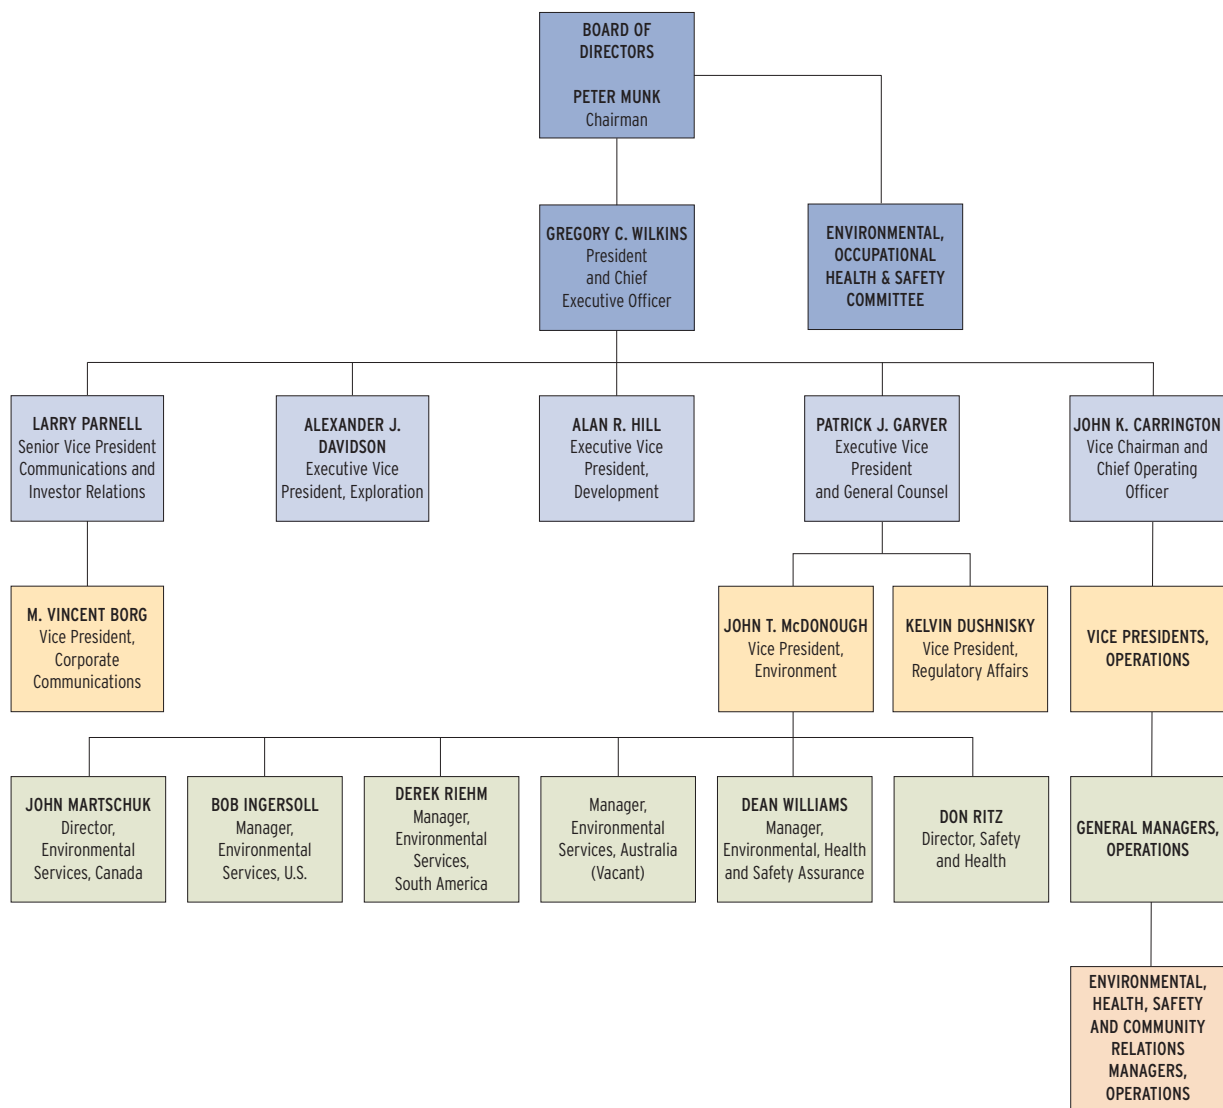 BOARD OF
DIRECTORS
PETER MUNK
Chairman
GREGORY C. WILKINS
President
and Chief
Executive Officer
ENVIRONMENTAL,
OCCUPATIONAL
HEALTH & SAFETY
COMMITTEE
LARRY PARNELL
Senior Vice President
Communications and
Investor Relations
ALEXANDER J.
DAVIDSON
Executive Vice
President, Exploration
ALAN R. HILL
Executive Vice
President,
Development
PATRICK J. GARVER
Executive Vice
President
and General Counsel
JOHN K. CARRINGTON
Vice Chairman and
Chief Operating
Officer
M. VINCENT BORG
Vice President,
Corporate
Communications
JOHN T. McDONOUGH
Vice President,
Environment
KELVIN DUSHNISKY
Vice President,
Regulatory Affairs
VICE PRESIDENTS,
OPERATIONS
JOHN MARTSCHUK
Director,
Environmental
Services, Canada
BOB INGERSOLL
Manager,
Environmental
Services, U.S.
DEREK RIEHM
Manager,
Environmental
Services,
South America
Manager,
Environmental
Services, Australia
(Vacant)
DEAN WILLIAMS
Manager,
Environmental, Health
and Safety Assurance
DON RITZ
Director, Safety
and Health
GENERAL MANAGERS,
OPERATIONS
ENVIRONMENTAL,
HEALTH, SAFETY
AND COMMUNITY
RELATIONS
MANAGERS,
OPERATIONS